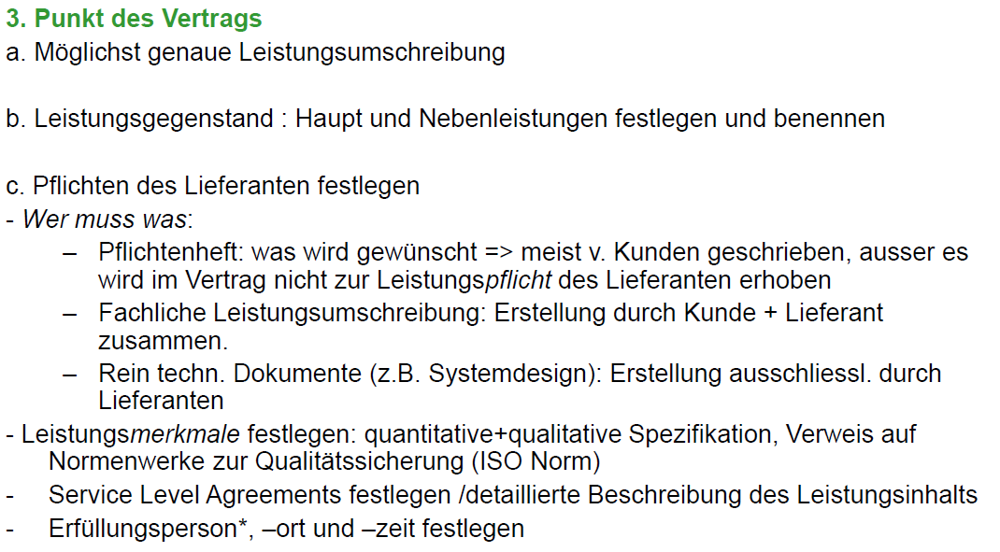 3. Punkt des Vertrags
a. Möglichst genaue Leistungsumschreibung
b. Leistungsgegenstand : Haupt und Nebenleistungen festlegen und benennen
c. Pflichten des Lieferanten festlegen
- Wer muss was:
– Pflichtenheft: was wird gewünscht => meist v. Kunden geschrieben, ausser es
wird im Vertrag nicht zur Leistungspflicht des Lieferanten erhoben
– Fachliche Leistungsumschreibung: Erstellung durch Kunde + Lieferant
zusammen.
– Rein techn. Dokumente (z.B. Systemdesign): Erstellung ausschliessl. durch
Lieferanten
- Leistungsmerkmale festlegen: quantitative+qualitative Spezifikation, Verweis auf
Normenwerke zur Qualitätssicherung (ISO Norm)
- Service Level Agreements festlegen /detaillierte Beschreibung des Leistungsinhalts
- Erfüllungsperson*, –ort und –zeit festlegen